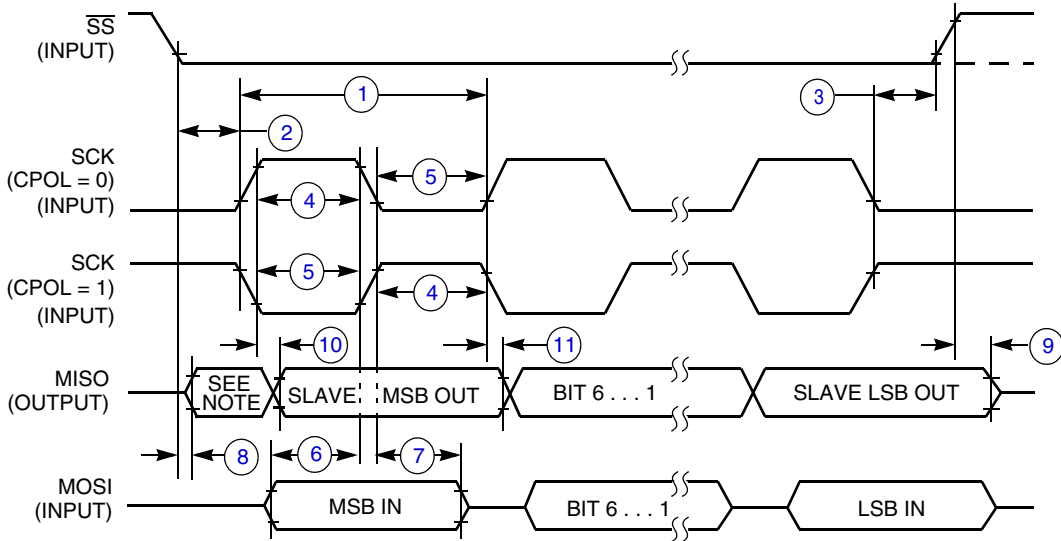 SS
(INPUT)
1
3
2
SCK
(CPOL = 0)
(INPUT)
5
4
SCK
(CPOL = 1)
(INPUT)
5
4
10
11
9
MISO
(OUTPUT)
SEE
NOTE
SLAVE
MSB OUT
BIT 6 . . . 1
SLAVE LSB OUT
8
6
7
MOSI
(INPUT)
MSB IN
BIT 6 . . . 1
LSB IN